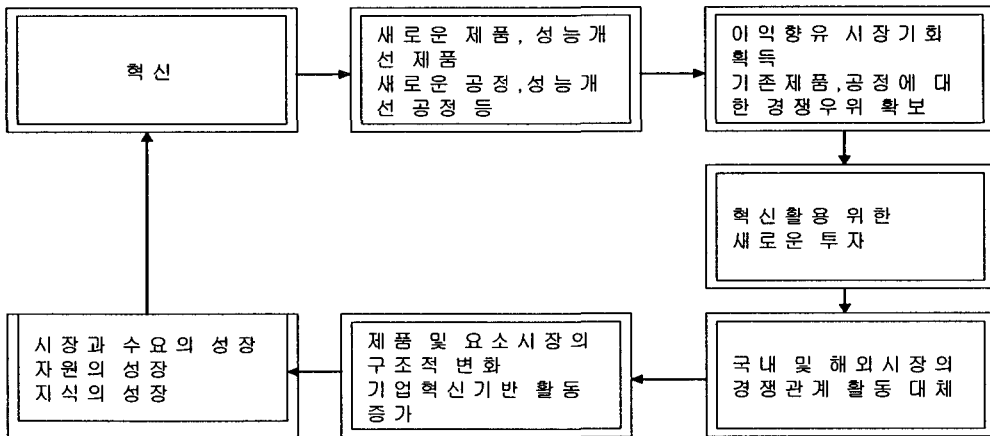 혁신
새로운 제품, 성능개
선 제품
새로운 공정,성능개
선 공정 등
이익향유 시장기회
획득
기존제품,공정에 대
한 경쟁우위 확보
혁신활용 위한
새로운 투자
국내 및 해외시장의
경쟁관계 활동 대체
제품 및 요소시장의
구조적 변화
기업혁신기반 활동
증가
시장과 수요의 성장
자원의 성장
지식의 성장